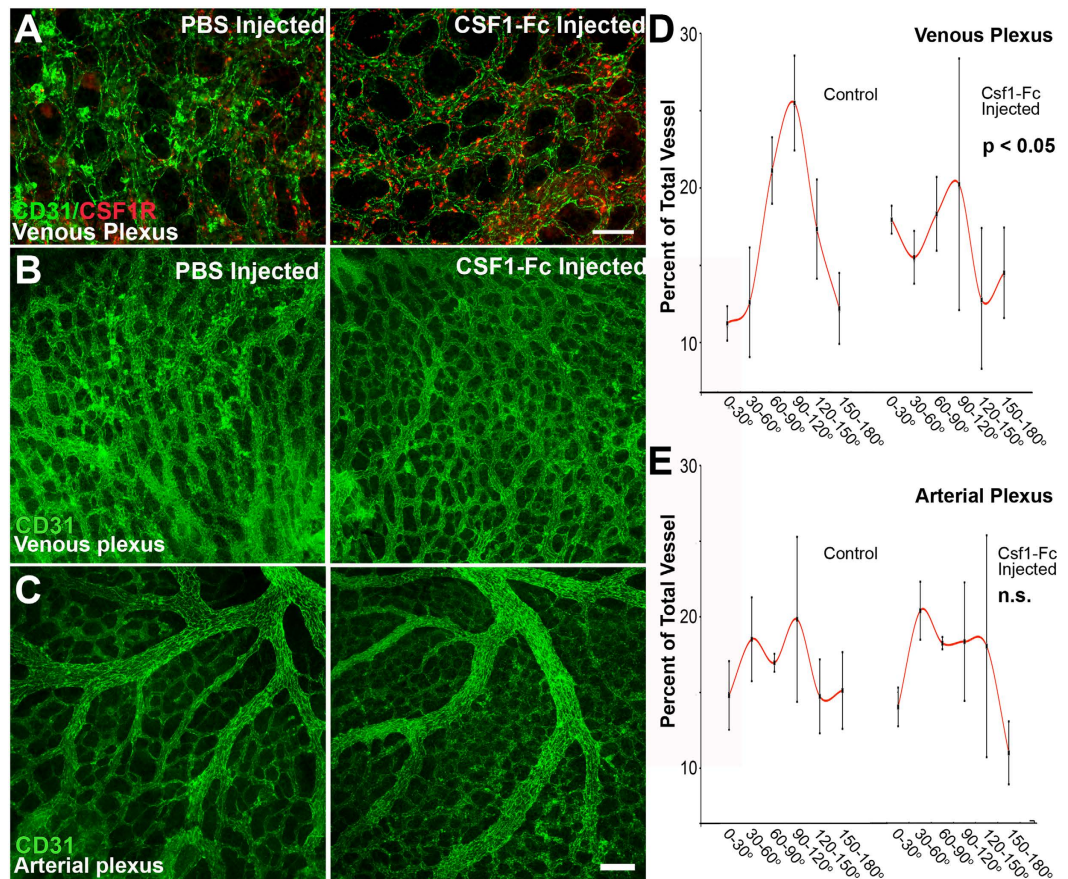 A
PBS Injected
CSF1-Fc Injected
CD31/CSF1R
Venous Plexus
B
PBS Injected
CSF1-Fc Injected
CD31
Venous plexus
C
CD31
Arterial plexus
D
Venous Plexus
Control
Csf1-Fc
Injected
p < 0.05
Percent of Total Vessel
30
20
10
0-30°
30-60°
60-90°
90-120°
120-150°
150-180°
0-30°
30-60°
60-90°
90-120°
120-150°
150-180°
E
Arterial Plexus
Control
Csf1-Fc
Injected
n.s.
Percent of Total Vessel
30
20
10
0-30°
30-60°
60-90°
90-120°
120-150°
150-180°
0-30°
30-60°
60-90°
90-120°
120-150°
150-180°